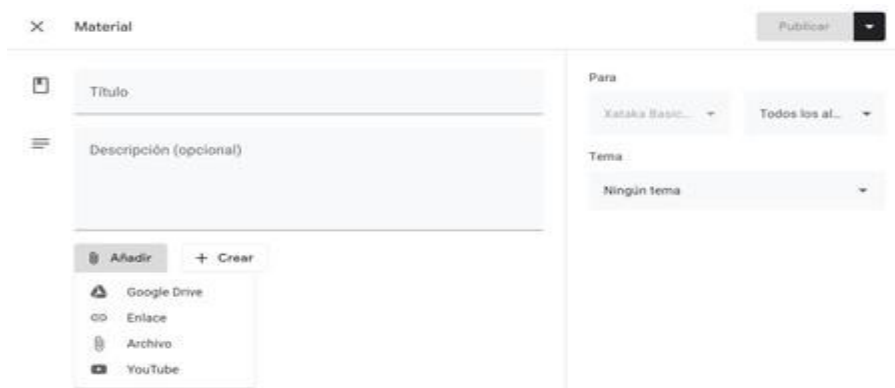 Material
Publicar
Título
Descripción (opcional)
Añadir
+ Crear
Google Drive
Enlace
Archivo
YouTube
Para
Xataka Basic...
Todos los al...
Tema
Ningún tema